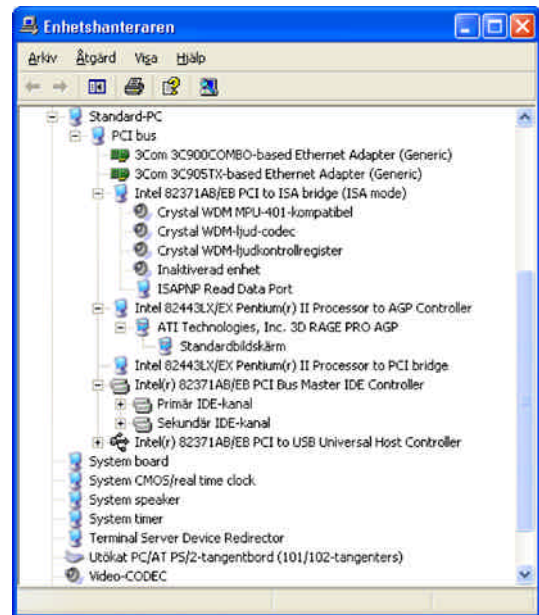 Enhetshanteraren
Arkiv Åtgärd Visa Hjälp
Standard-PC
PCI bus
3Com 3C900COMBO-based Ethernet Adapter (Generic)
3Com 3C905TX-based Ethernet Adapter (Generic)
Intel 82371AB/EB PCI to ISA bridge (ISA mode)
Crystal WDM MPU-401-kompatibel
Crystal WDM-ljud-codec
Crystal WDM-ljudkontrollregister
Inaktiverad enhet
ISAPNP Read Data Port
Intel 82443LX/EX Pentium(r) II Processor to AGP Controller
ATI Technologies, Inc. 3D RAGE PRO AGP
Standardbildskärm
Intel 82443LX/EX Pentium(r) II Processor to PCI bridge
Intel(r) 82371AB/EB PCI Bus Master IDE Controller
Primär IDE-kanal
Sekundär IDE-kanal
Intel(r) 82371AB/EB PCI to USB Universal Host Controller
System board
System CMOS/real time clock
System speaker
System timer
Terminal Server Device Redirector
Utökat PC/AT PS/2-tangentbord (101/102-tangenters)
Video-CODEC